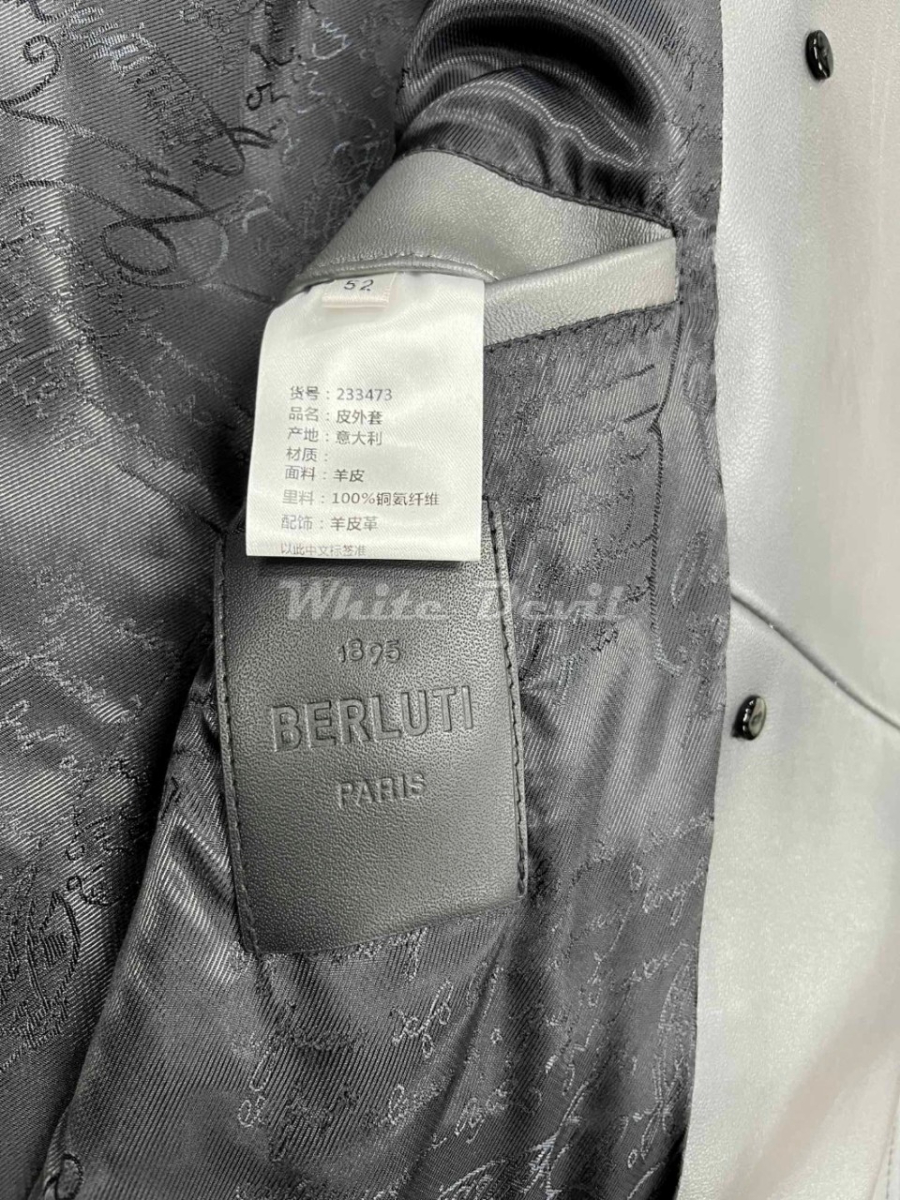 52
货号：233473
品名：皮外套
产地：意大利
材质：
面料：羊皮
里料：100%铜氨纤维
配饰：羊皮革
以此中文标签准
White Devil
1895
BERLUTI
PARIS